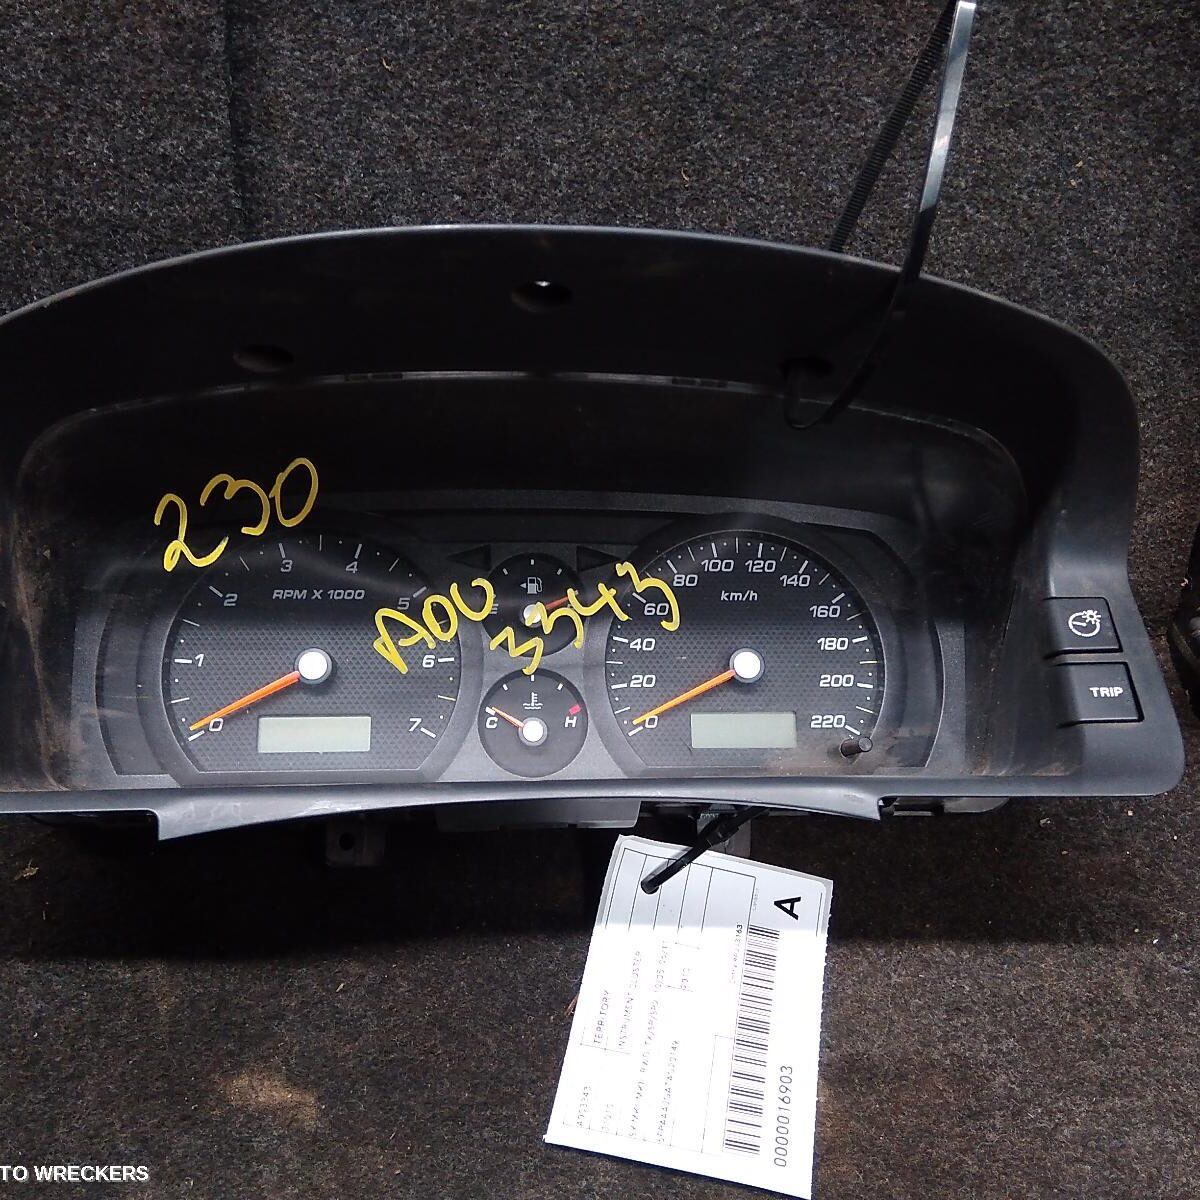 230
A00
3343
RPM X 1000
0
1
2
3
4
5
6
7
E
C
H
km/h
0
20
40
60
80
100
120
140
160
180
200
220
TRIP
A
0000016903
TERRITORY
INSTRUMENT CLUSTER
TO WRECKERS